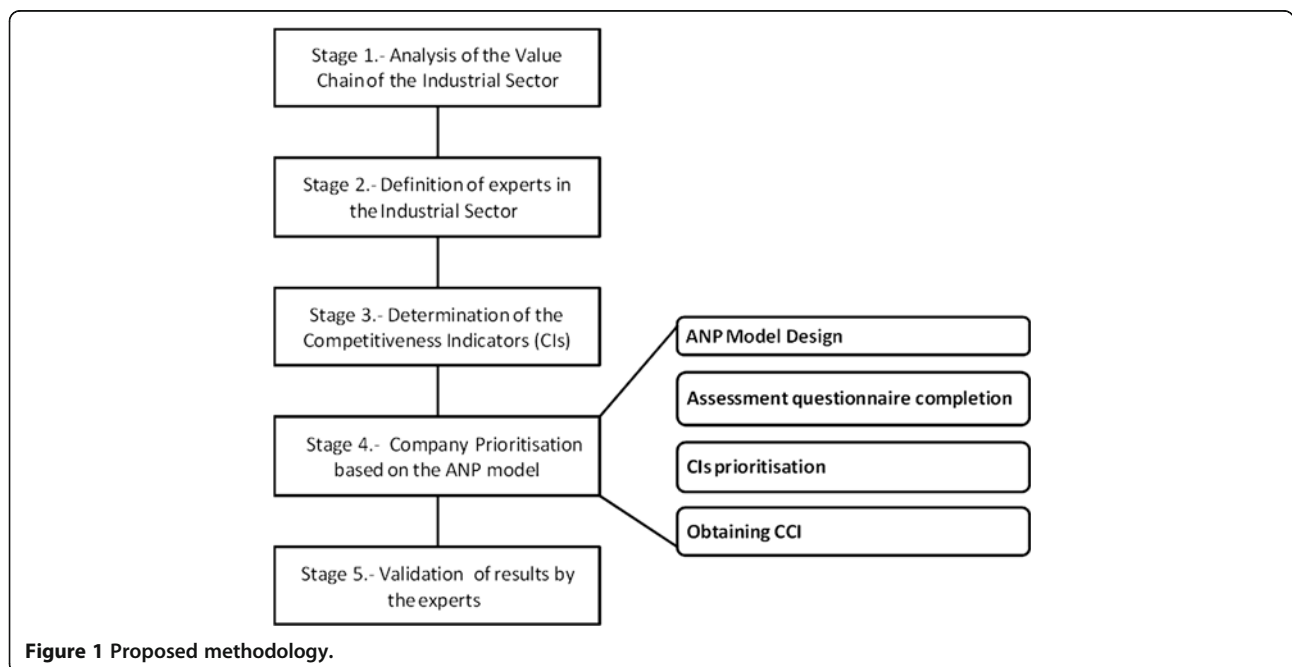 Stage 1.- Analysis of the Value
Chain of the Industrial Sector
Stage 2.- Definition of experts in
the Industrial Sector
Stage 3.- Determination of the
Competitiveness Indicators (CIs)
Stage 4.- Company Prioritisation
based on the ANP model
ANP Model Design
Assessment questionnaire completion
CIs prioritisation
Obtaining CCI
Stage 5.- Validation of results by
the experts
Figure 1 Proposed methodology.